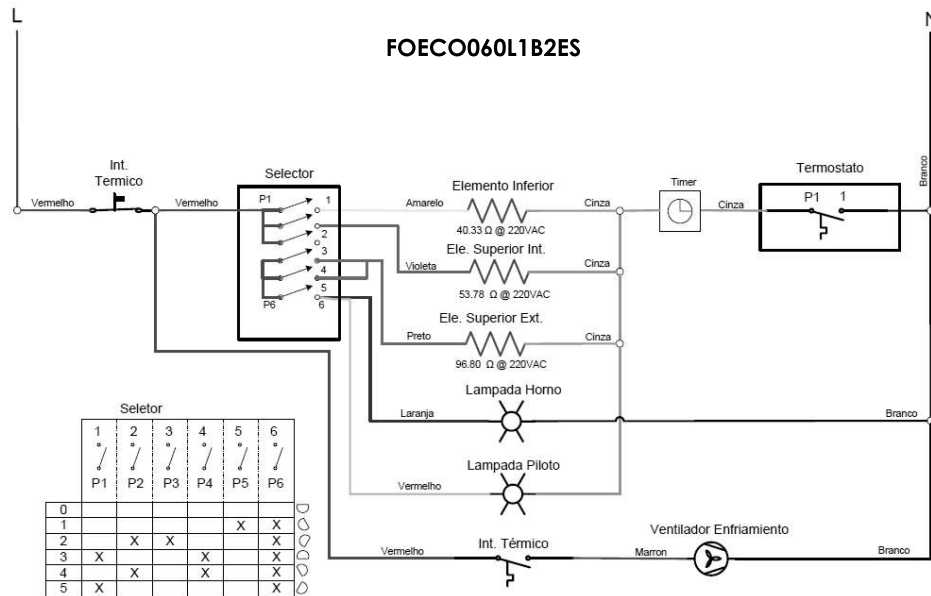 L
N
FOECO060L1B2ES
Int.
Termico
Selector
Vermelho
Vermelho
P1
1
2
3
4
5
6
P6
Amarelo
Elemento Inferior
40.33 Ω @ 220VAC
Cinza
Timer
Cinza
Termostato
P1 1
Branco
Violeta
Ele. Superior Int.
53.78 Ω @ 220VAC
Cinza
Preto
Ele. Superior Ext.
96.80 Ω @ 220VAC
Cinza
Laranja
Lampada Horno
Branco
Vermelho
Lampada Piloto
Vermelho
Int. Térmico
Marron
Ventilador Enfriamiento
Branco
Seletor
1 2 3 4 5 6
P1 P2 P3 P4 P5 P6
0
1 X X
2 X X X
3 X X X
4 X X X
5 X X